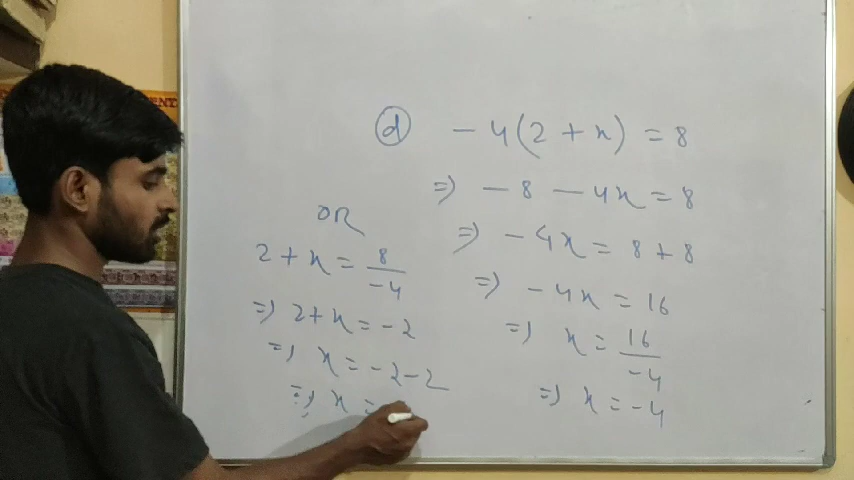 ⓓ -4(2+x) = 8
⇒ -8 - 4x = 8
⇒ -4x = 8+8
⇒ -4x = 16
⇒ x = 16/-4
⇒ x = -4
OR
2+x = 8/-4
⇒ 2+x = -2
⇒ x = -2-2
⇒ x =